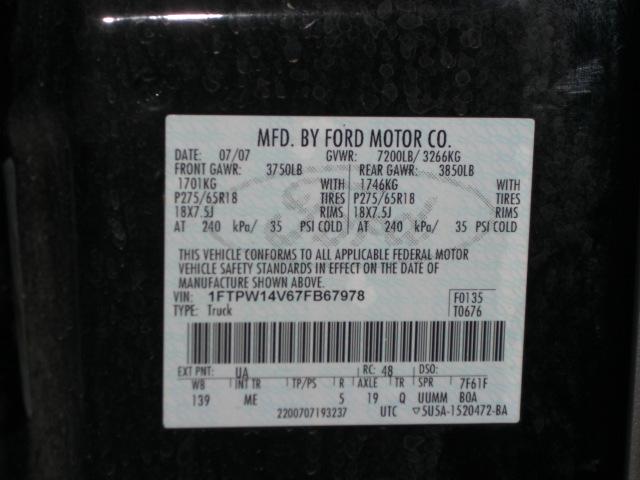 MFD. BY FORD MOTOR CO.
DATE: 07/07 GVWR: 7200LB/ 3266KG
FRONT GAWR: 3750LB REAR GAWR: 3850LB
1701KG WITH 1746KG WITH
P275/65R18 TIRES P275/65R18 TIRES
18X7.5J RIMS 18X7.5J RIMS
AT 240 kPa/ 35 PSI COLD AT 240 kPa/ 35 PSI COLD
THIS VEHICLE CONFORMS TO ALL APPLICABLE FEDERAL MOTOR
VEHICLE SAFETY STANDARDS IN EFFECT ON THE DATE OF
MANUFACTURE SHOWN ABOVE.
VIN: 1FTPW14V67FB67978 F0135
TYPE: Truck T0676
EXT PNT: UA RC: 48 DSO:
WB INT TR TP/PS R AXLE TR SPR 7F61F
139 ME 5 19 Q UUMM BOA
2200707193237 UTC ▽5U5A-1520472-BA
Ford